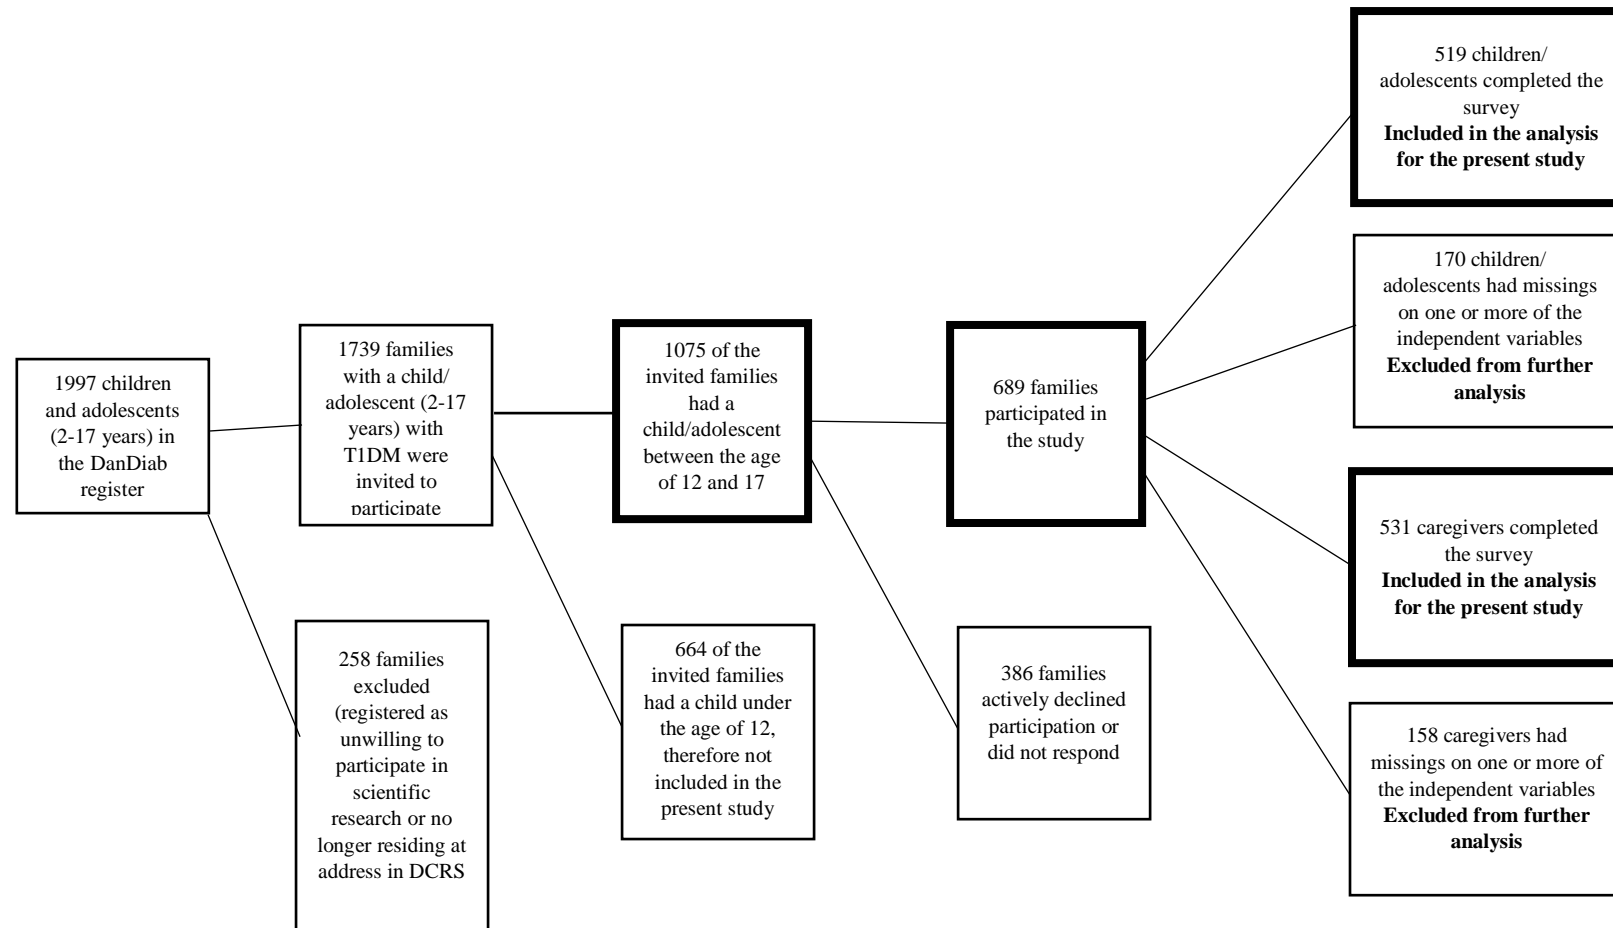 1997 children
and adolescents
(2-17 years) in
the DanDiab
register
1739 families
with a child/
adolescent (2-17
years) with
T1DM were
invited to
participate
258 families
excluded
(registered as
unwilling to
participate in
scientific
research or no
longer residing at
address in DCRS
1075 of the
invited families
had a
child/adolescent
between the age
of 12 and 17
664 of the
invited families
had a child under
the age of 12,
therefore not
included in the
present study
689 families
participated in
the study
386 families
actively declined
participation or
did not respond
519 children/
adolescents completed the
survey
Included in the analysis
for the present study
170 children/
adolescents had missings
on one or more of the
independent variables
Excluded from further
analysis
531 caregivers completed
the survey
Included in the analysis
for the present study
158 caregivers had
missings on one or more of
the independent variables
Excluded from further
analysis